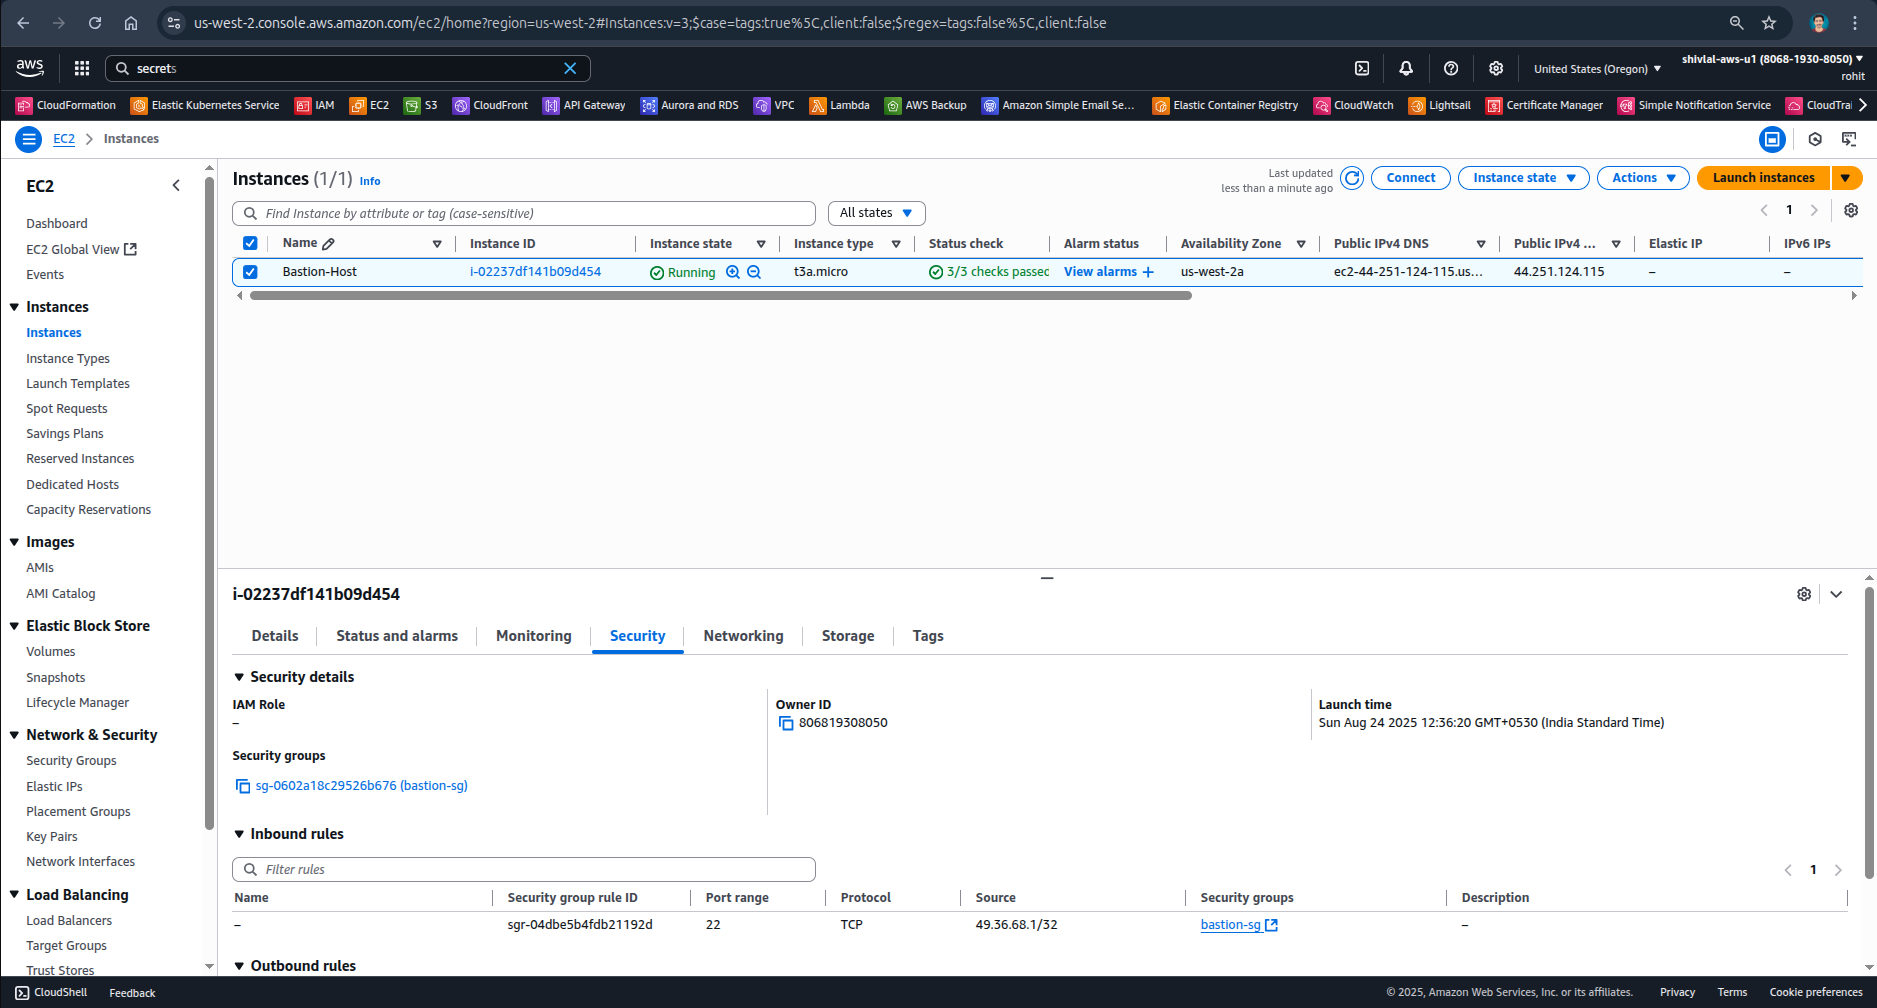 us-west-2.console.aws.amazon.com/ec2/home?region=us-west-2#Instances:v=3;$case=tags:true%5C,client:false;$regex=tags:false%5C,client:false
aws
secrets
United States (Oregon)
shivlal-aws-u1 (8068-1930-8050)
rohit
CloudFormation
Elastic Kubernetes Service
IAM
EC2
S3
CloudFront
API Gateway
Aurora and RDS
VPC
Lambda
AWS Backup
Amazon Simple Email Se...
Elastic Container Registry
CloudWatch
Lightsail
Certificate Manager
Simple Notification Service
CloudTrai
EC2
Instances
EC2
Dashboard
EC2 Global View
Events
Instances
Instances
Instance Types
Launch Templates
Spot Requests
Savings Plans
Reserved Instances
Dedicated Hosts
Capacity Reservations
Images
AMIs
AMI Catalog
Elastic Block Store
Volumes
Snapshots
Lifecycle Manager
Network & Security
Security Groups
Elastic IPs
Placement Groups
Key Pairs
Network Interfaces
Load Balancing
Load Balancers
Target Groups
Trust Stores
Instances (1/1) Info
Last updated
less than a minute ago
Connect
Instance state
Actions
Launch instances
Find Instance by attribute or tag (case-sensitive)
All states
1
Name
Instance ID
Instance state
Instance type
Status check
Alarm status
Availability Zone
Public IPv4 DNS
Public IPv4 ...
Elastic IP
IPv6 IPs
Bastion-Host
i-02237df141b09d454
Running
t3a.micro
3/3 checks passed
View alarms +
us-west-2a
ec2-44-251-124-115.us...
44.251.124.115
–
–
i-02237df141b09d454
Details
Status and alarms
Monitoring
Security
Networking
Storage
Tags
Security details
IAM Role
–
Owner ID
806819308050
Launch time
Sun Aug 24 2025 12:36:20 GMT+0530 (India Standard Time)
Security groups
sg-0602a18c29526b676 (bastion-sg)
Inbound rules
Filter rules
1
Name
Security group rule ID
Port range
Protocol
Source
Security groups
Description
–
sgr-04dbe5b4fdb21192d
22
TCP
49.36.68.1/32
bastion-sg
–
Outbound rules
CloudShell
Feedback
© 2025, Amazon Web Services, Inc. or its affiliates.
Privacy
Terms
Cookie preferences